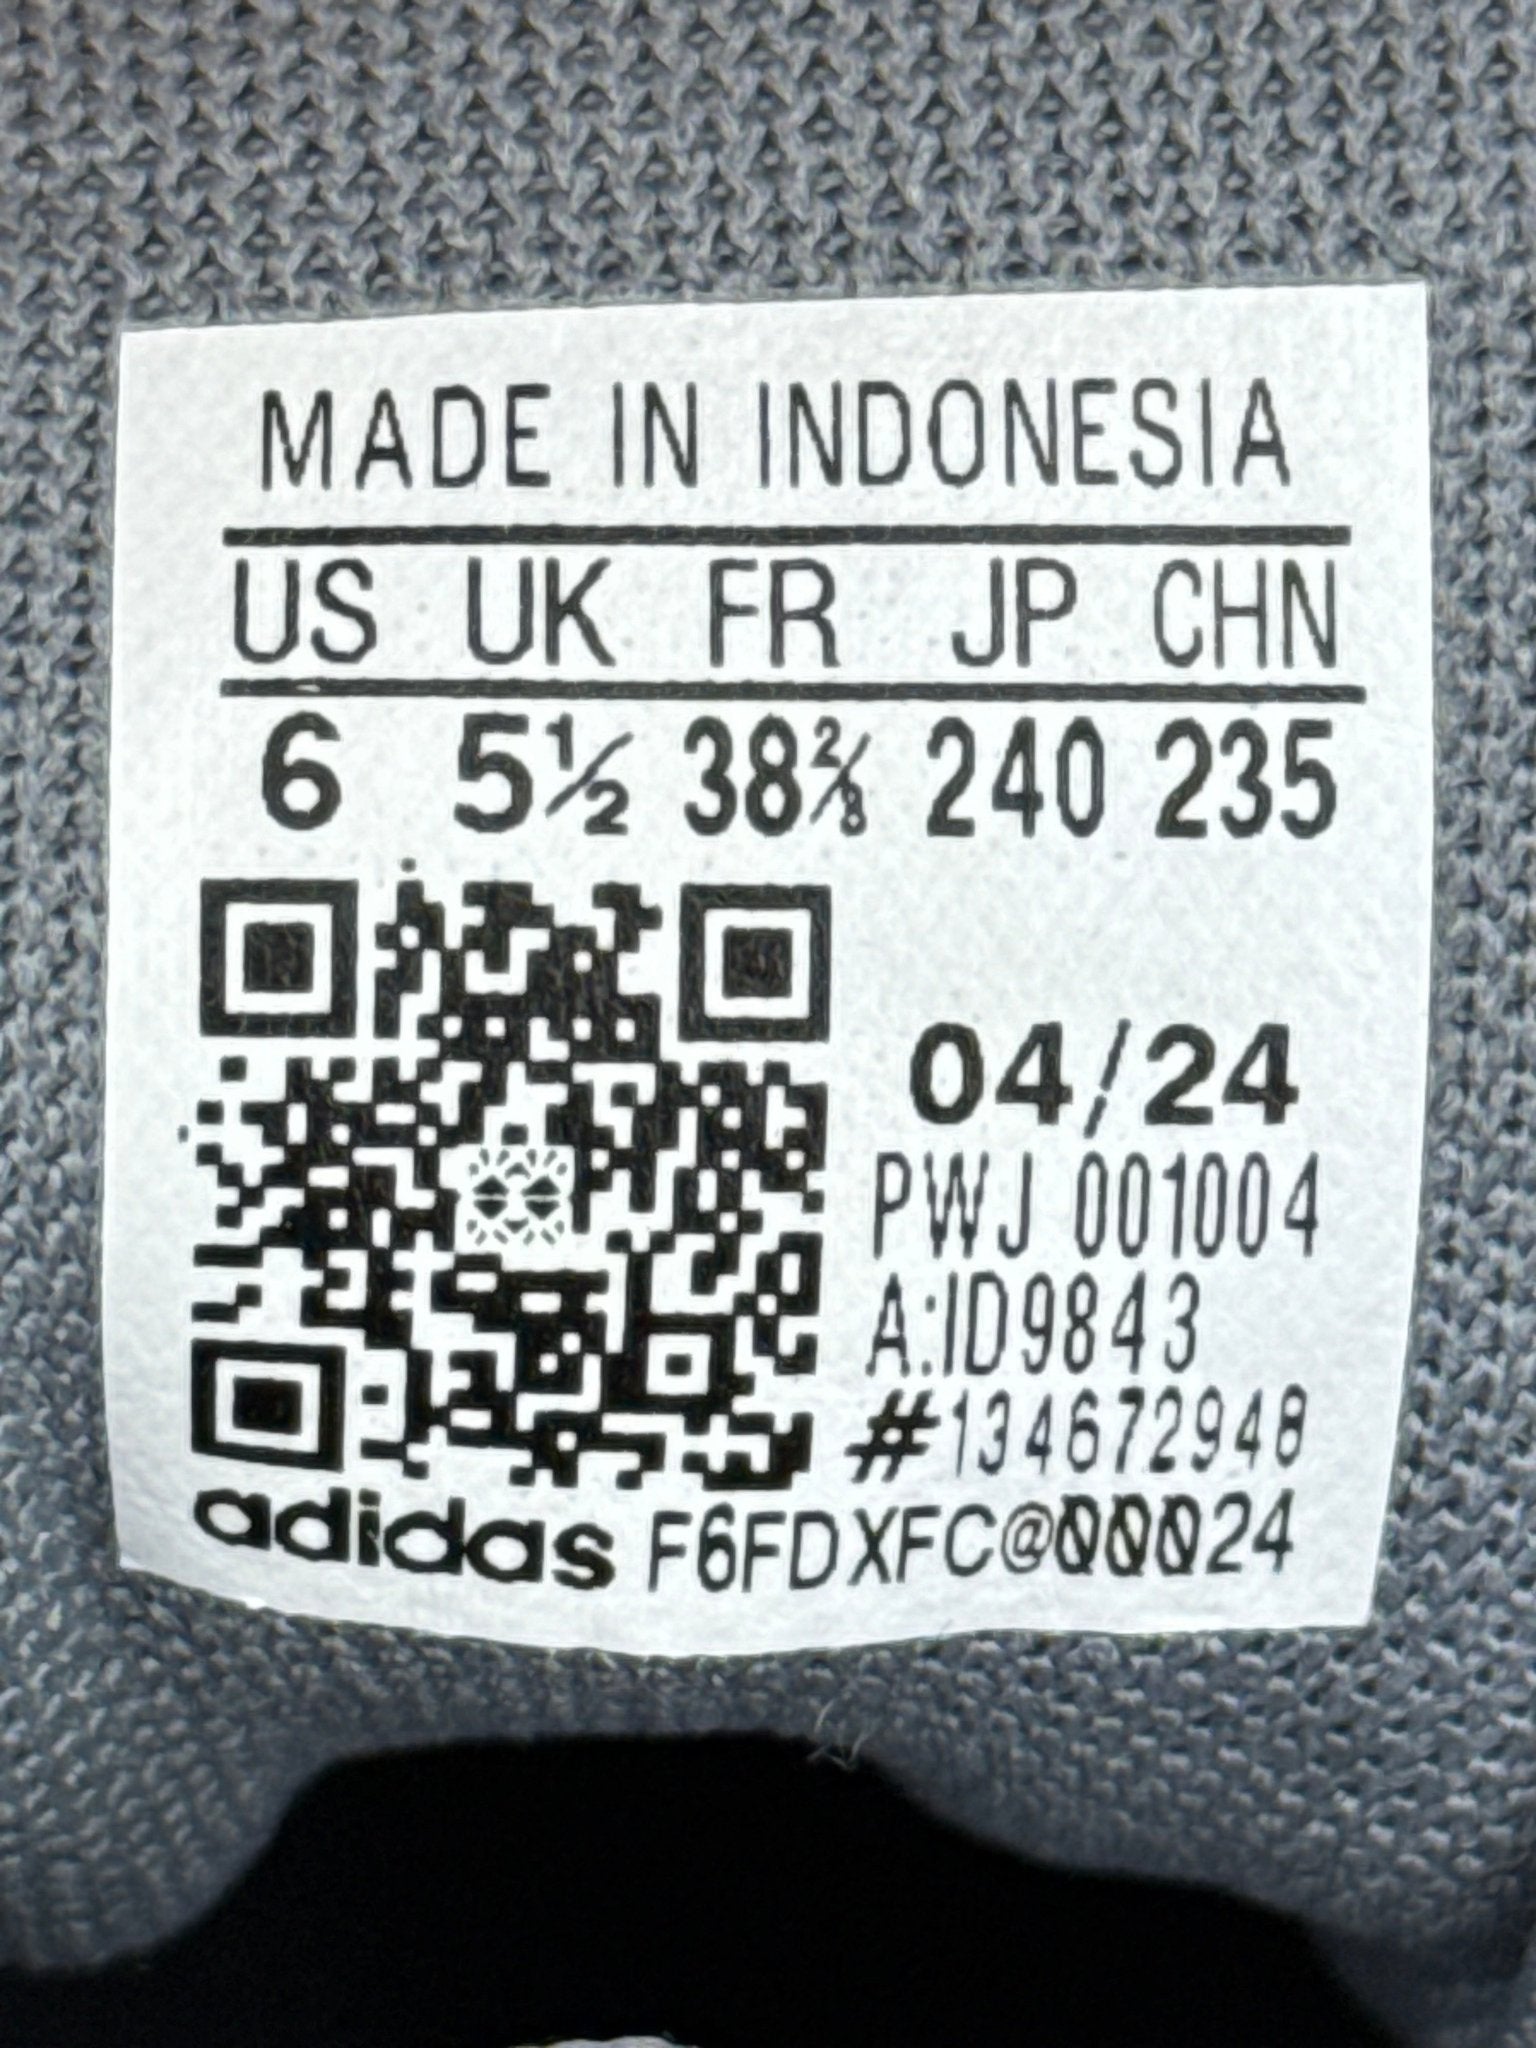 MADE IN INDONESIA
US UK FR JP CHN
6 5½ 38⅔ 240 235
04/24
PWJ 001004
A:ID9843
#134672948
adidas F6FDXFC@00024